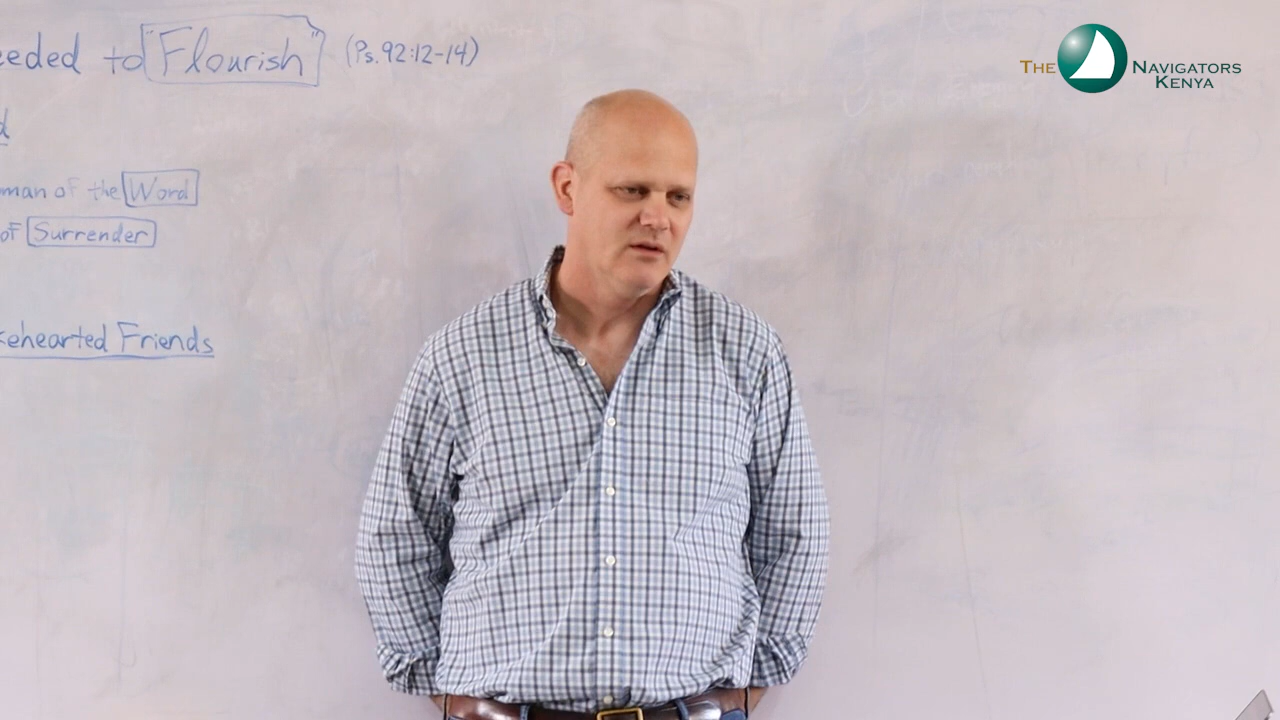 eeded to "Flourish" (Ps. 92:12-14)
man of the Word
of Surrender
kehearted Friends
THE NAVIGATORS
KENYA